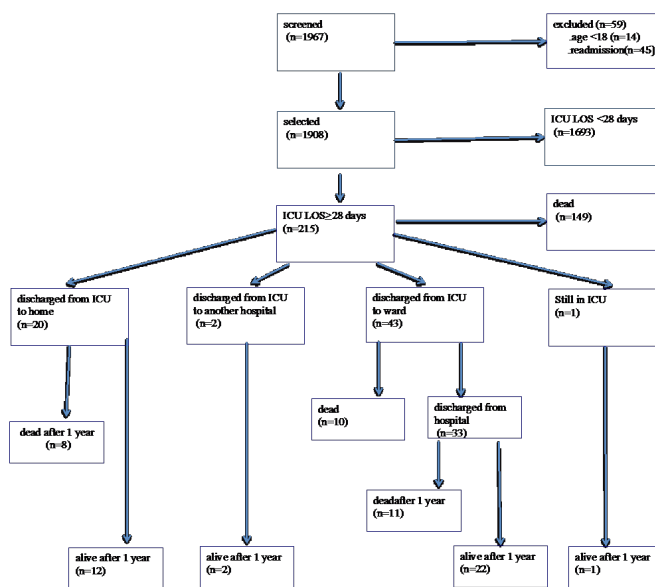 screened
(n=1967)
excluded (n=59)
.age <18 (n=14)
.readmission(n=45)
selected
(n=1908)
ICU LOS <28 days
(n=1693)
ICU LOS≥28 days
(n=215)
dead
(n=149)
discharged from ICU
to home
(n=20)
discharged from ICU
to another hospital
(n=2)
discharged from ICU
to ward
(n=43)
Still in ICU
(n=1)
dead after 1 year
(n=8)
dead
(n=10)
discharged from
hospital
(n=33)
deadafter 1 year
(n=11)
alive after 1 year
(n=12)
alive after 1 year
(n=2)
alive after 1 year
(n=22)
alive after 1 year
(n=1)